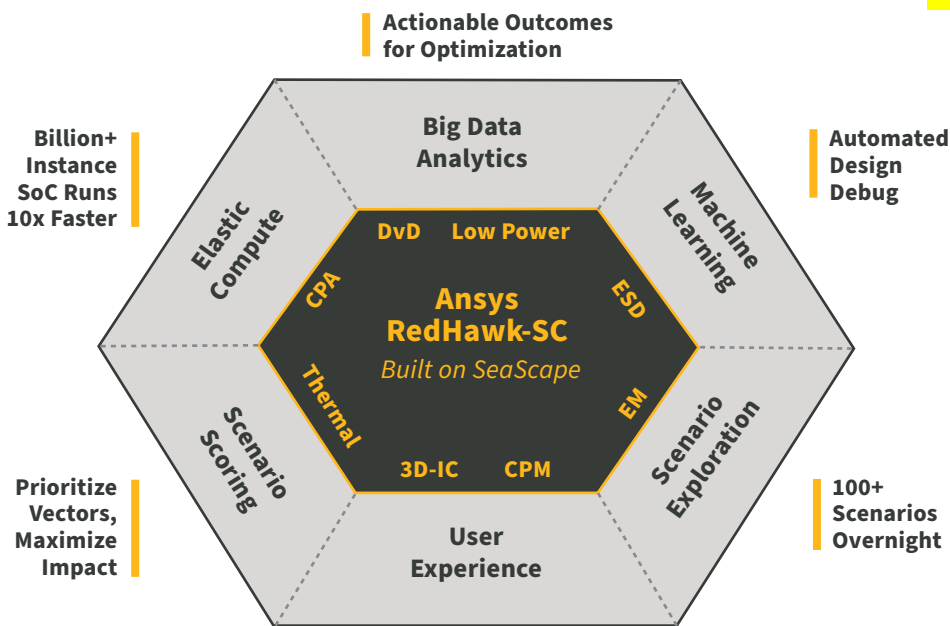 Actionable Outcomes
for Optimization
Billion+
Instance
SoC Runs
10x Faster
Big Data
Analytics
Automated
Design
Debug
Elastic
Compute
Machine
Learning
DvD
Low Power
CPA
ESD
Ansys
RedHawk-SC
Built on SeaScape
Thermal
EM
3D-IC
CPM
Scenario
Scoring
Scenario
Exploration
Prioritize
Vectors,
Maximize
Impact
User
Experience
100+
Scenarios
Overnight